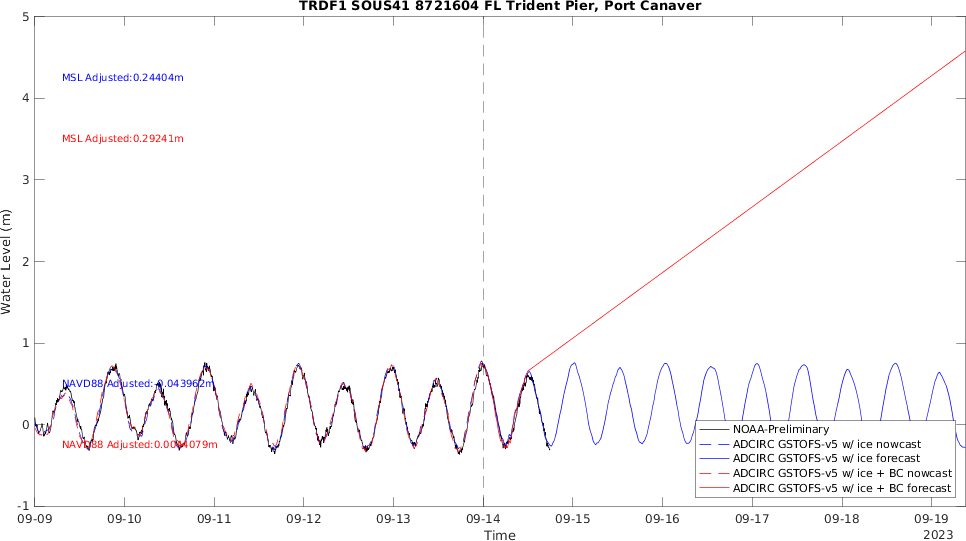 TRDF1 SOUS41 8721604 FL Trident Pier, Port Canaver
5
MSL Adjusted:0.24404m
4
MSL Adjusted:0.29241m
3
2
1
NAVD88 Adjusted:-0.043962m
0
NAVD88 Adjusted:0.0044079m
-1
Water Level (m)
NOAA-Preliminary
ADCIRC GSTOFS-v5 w/ ice nowcast
ADCIRC GSTOFS-v5 w/ ice forecast
ADCIRC GSTOFS-v5 w/ ice + BC nowcast
ADCIRC GSTOFS-v5 w/ ice + BC forecast
09-09 09-10 09-11 09-12 09-13 09-14 09-15 09-16 09-17 09-18 09-19
Time
2023